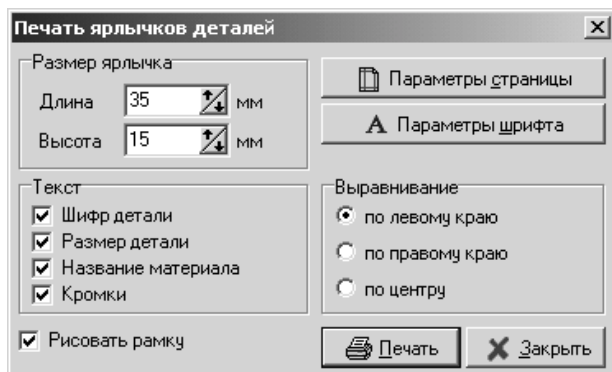 Печать ярлычков деталей
Размер ярлычка
Длина 35 мм
Высота 15 мм
Параметры страницы
Параметры шрифта
Текст
Шифр детали
Размер детали
Название материала
Кромки
Выравнивание
по левому краю
по правому краю
по центру
Рисовать рамку
Печать
Закрыть